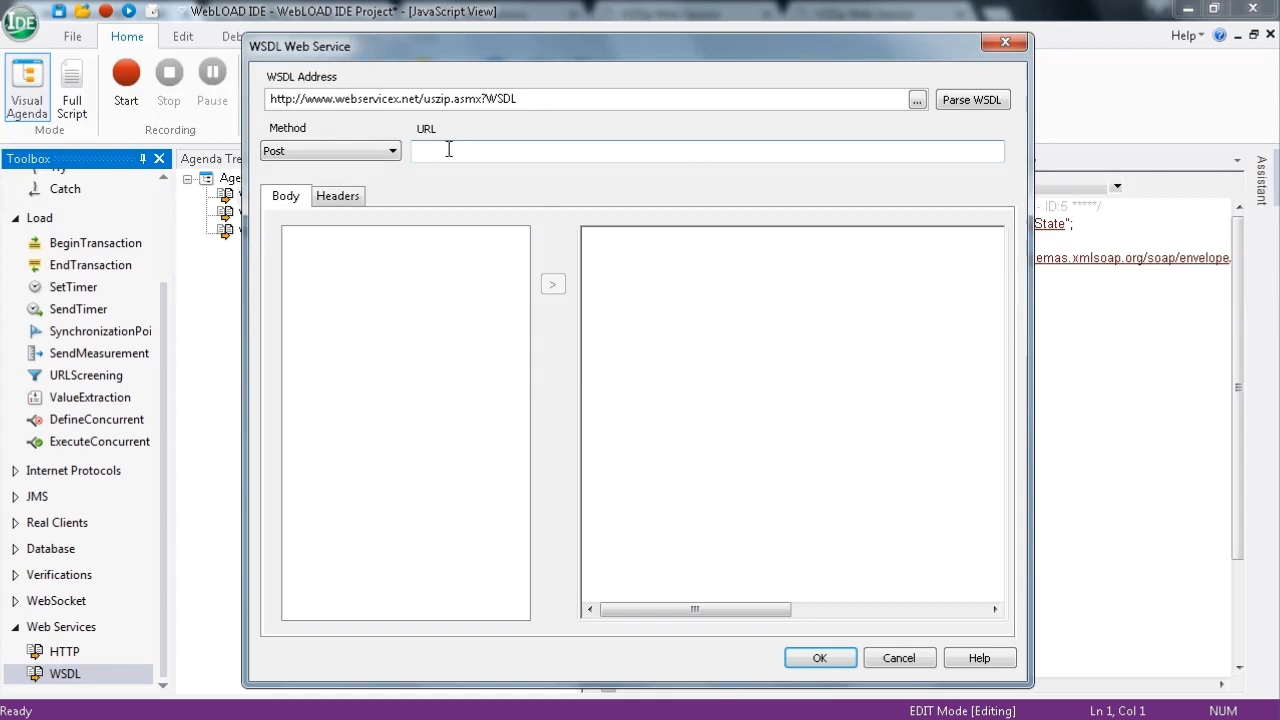 IDE
WebLOAD IDE - WebLOAD IDE Project* - [JavaScript View]
File
Home
Edit
Help
Visual Agenda
Full Script
Start
Stop
Pause
Mode
Recording
Toolbox
Agenda Tre
Catch
Load
BeginTransaction
EndTransaction
SetTimer
SendTimer
SynchronizationPoi
SendMeasurement
URLScreening
ValueExtraction
DefineConcurrent
ExecuteConcurrent
Internet Protocols
JMS
Real Clients
Database
Verifications
WebSocket
Web Services
HTTP
WSDL
WSDL Web Service
WSDL Address
http://www.webservicex.net/uszip.asmx?WSDL
...
Parse WSDL
Method
URL
Post
Body
Headers
>
OK
Cancel
Help
Assistant
- ID:5 *****/
State";
emas.xmlsoap.org/soap/envelope.
Ready
EDIT Mode [Editing]
Ln 1, Col 1
NUM